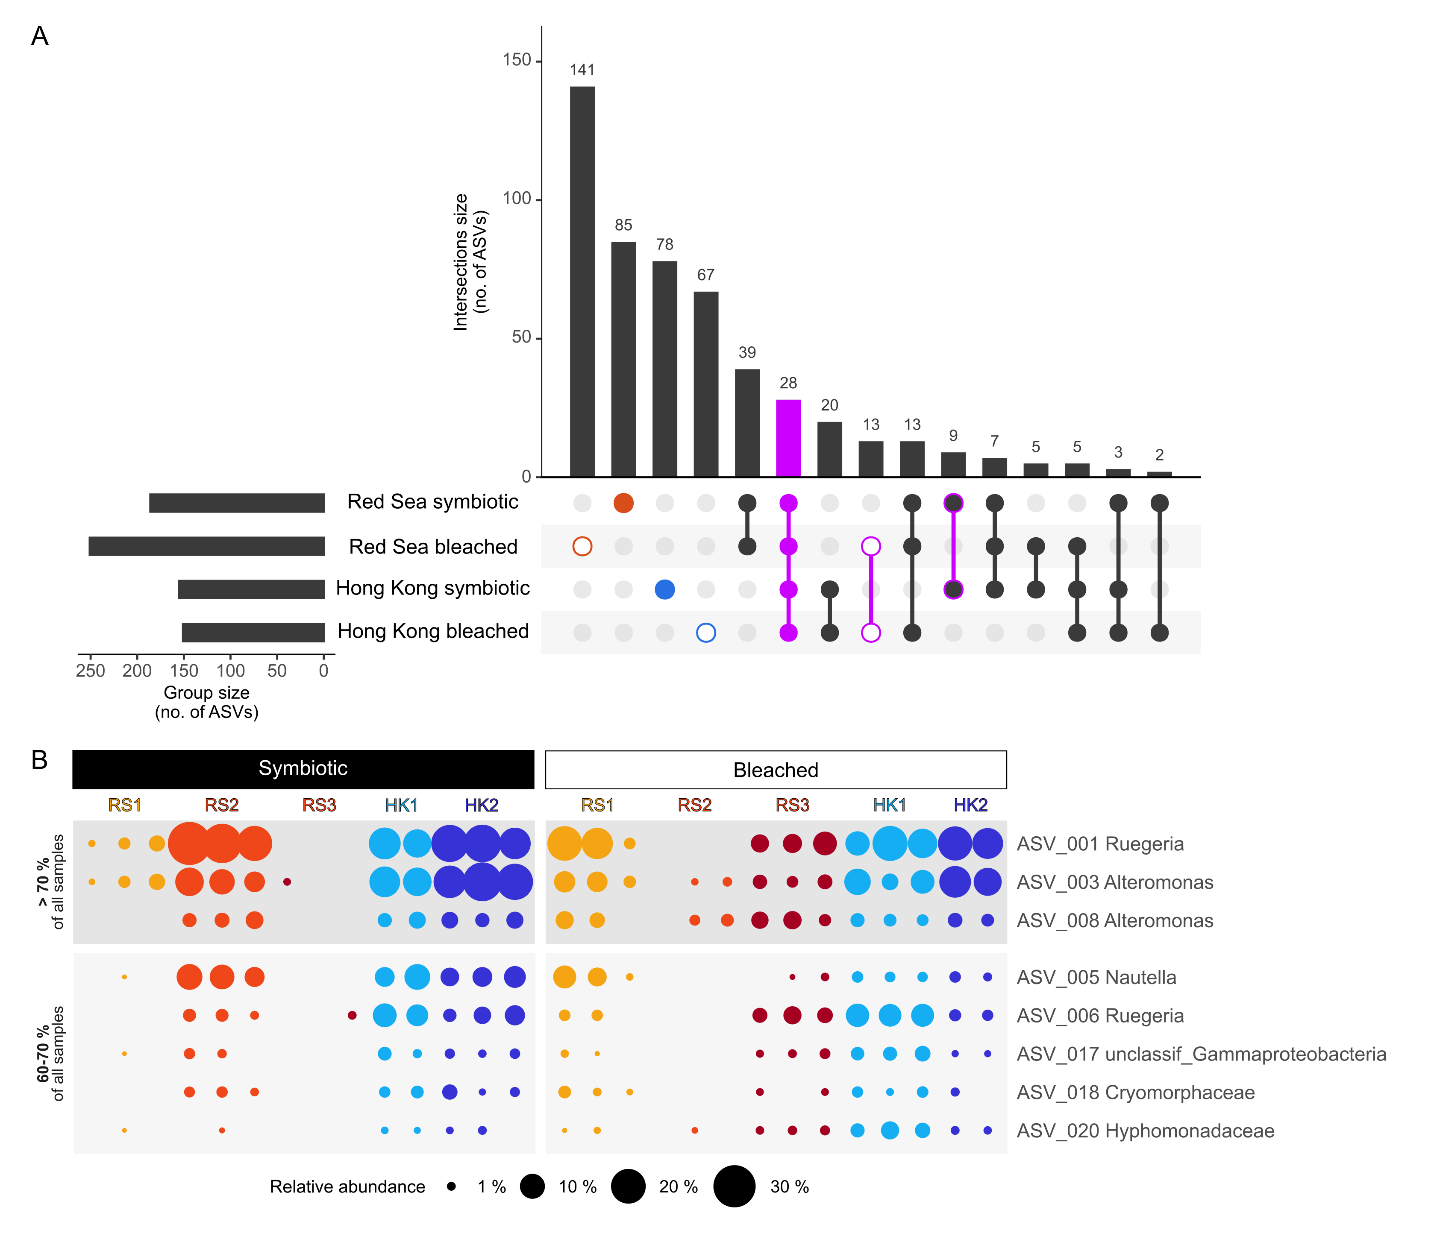 A
Intersections size
(no. of ASVs)
150
100
50
0
141
85
78
67
39
28
20
13
13
9
7
5
5
3
2
Red Sea symbiotic
Red Sea bleached
Hong Kong symbiotic
Hong Kong bleached
250 200 150 100 50 0
Group size
(no. of ASVs)
B
Symbiotic
Bleached
RS1 RS2 RS3 HK1 HK2
RS1 RS2 RS3 HK1 HK2
> 70 %
of all samples
ASV_001 Ruegeria
ASV_003 Alteromonas
ASV_008 Alteromonas
60-70 %
of all samples
ASV_005 Nautella
ASV_006 Ruegeria
ASV_017 unclassif_Gammaproteobacteria
ASV_018 Cryomorphaceae
ASV_020 Hyphomonadaceae
Relative abundance 1 % 10 % 20 % 30 %